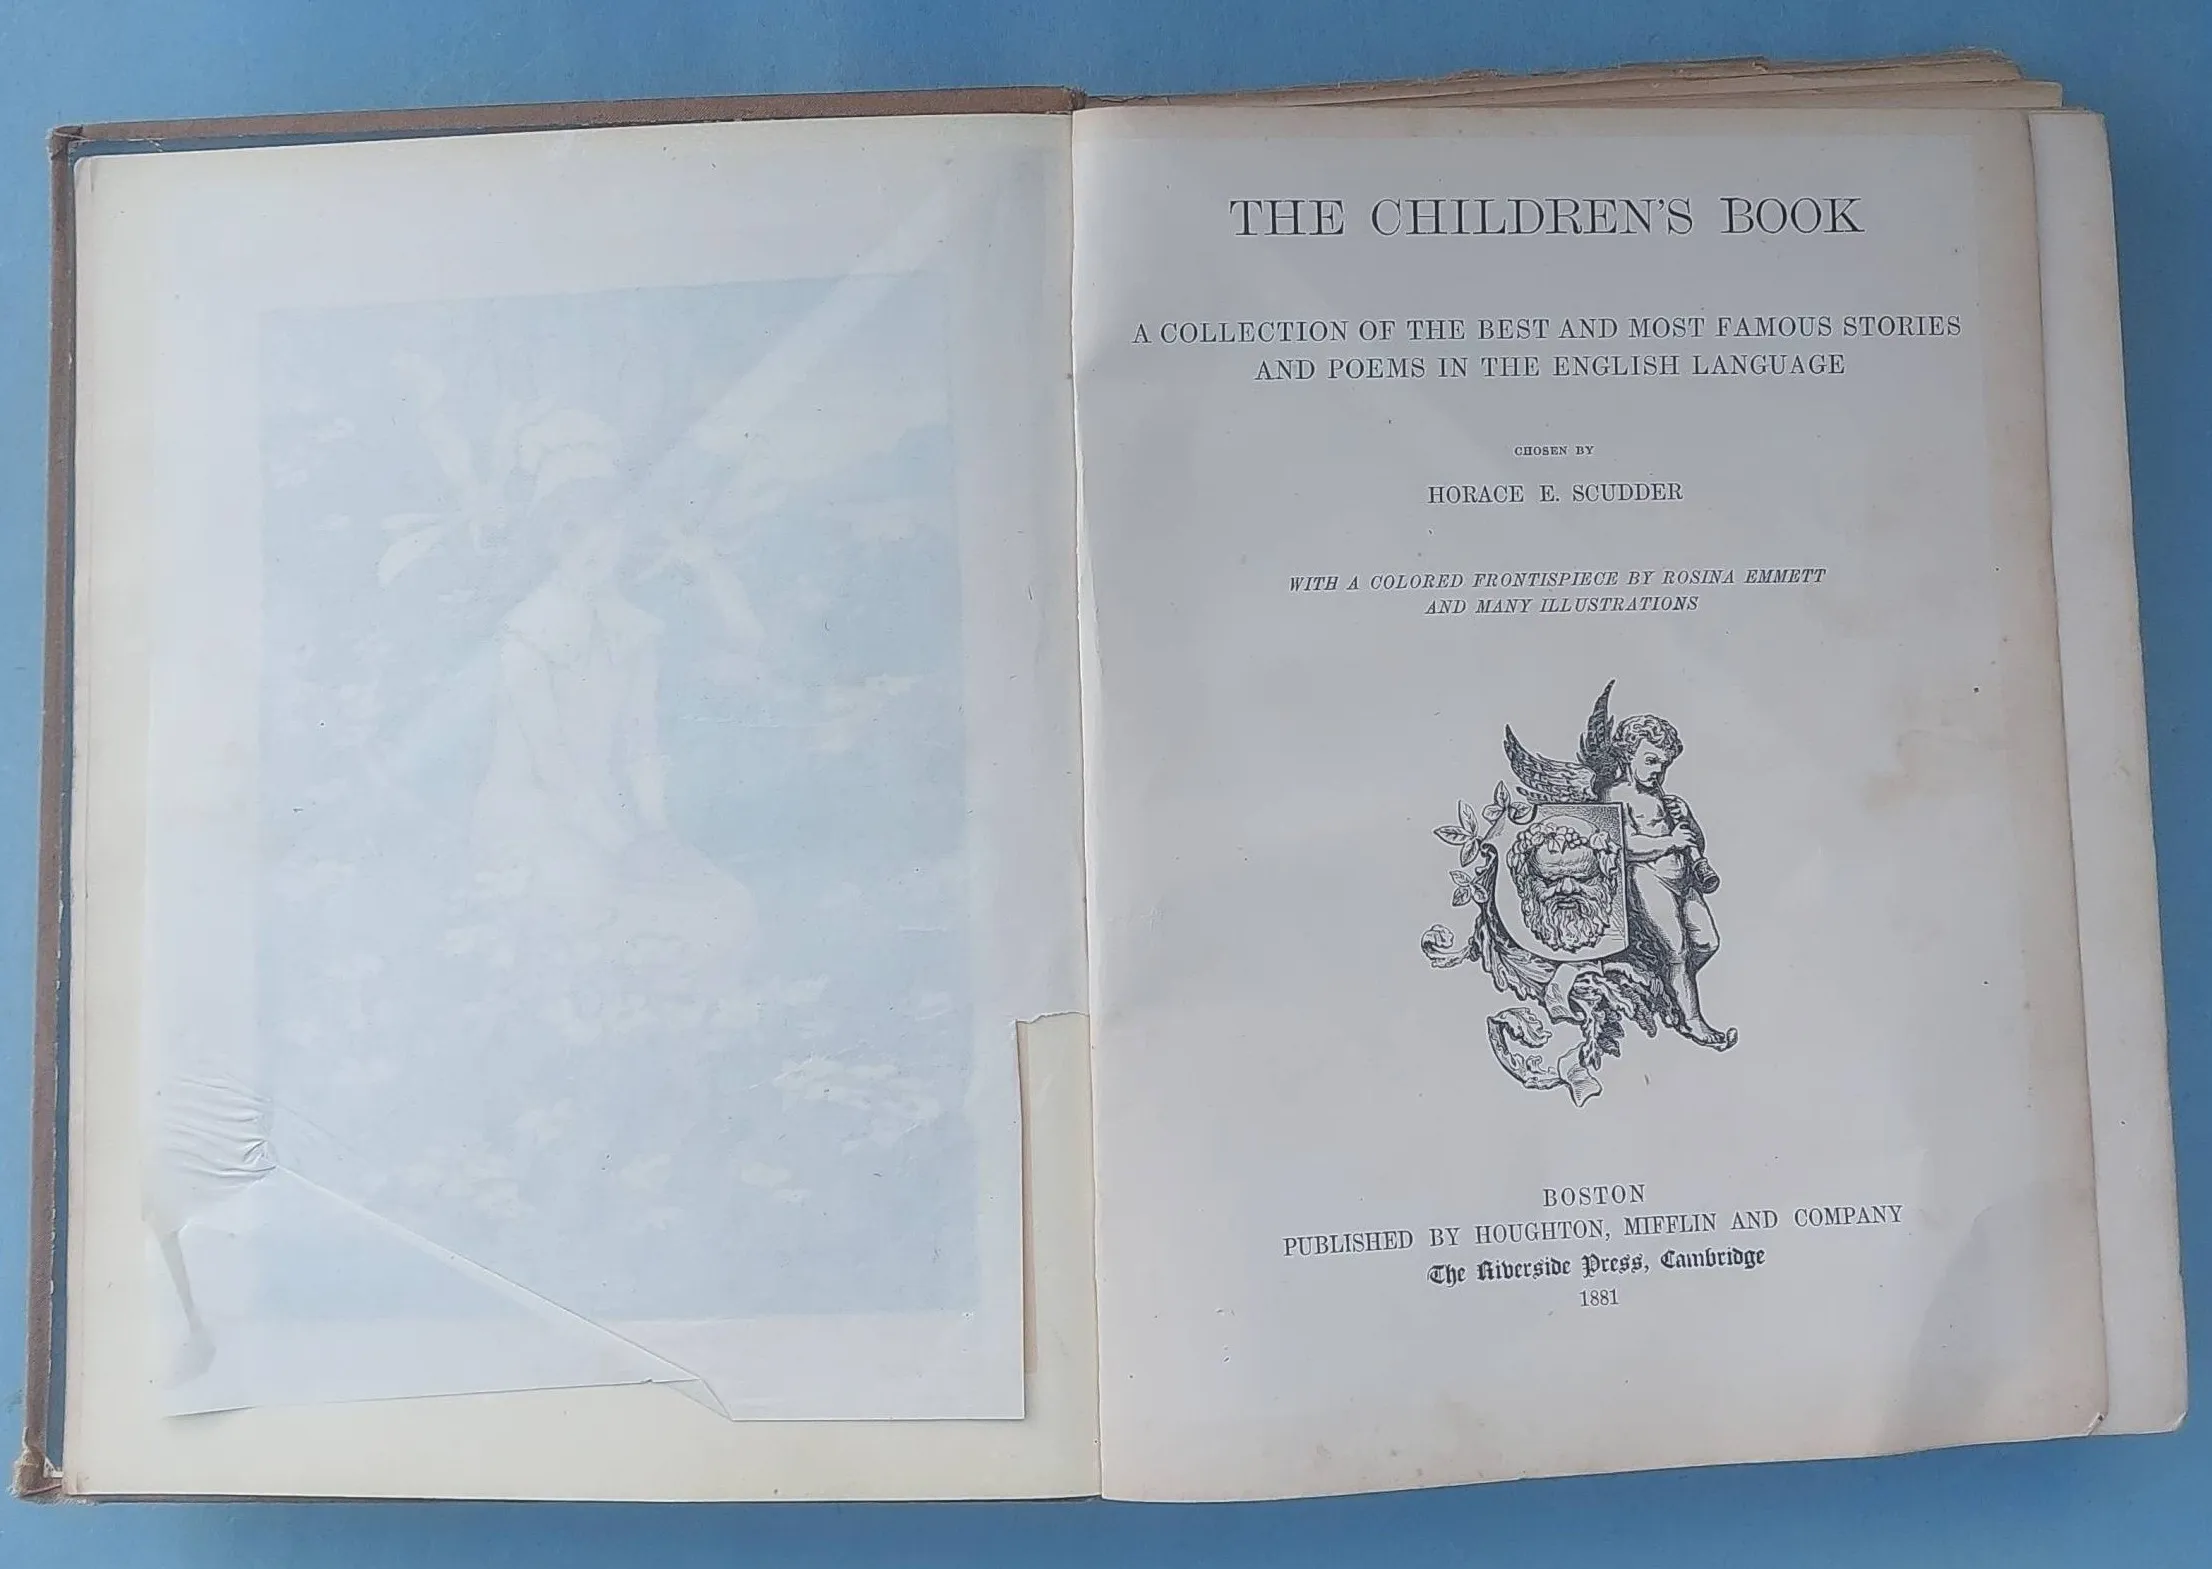 THE CHILDREN'S BOOK
A COLLECTION OF THE BEST AND MOST FAMOUS STORIES
AND POEMS IN THE ENGLISH LANGUAGE
CHOSEN BY
HORACE E. SCUDDER
WITH A COLORED FRONTISPIECE BY ROSINA EMMETT
AND MANY ILLUSTRATIONS
BOSTON
PUBLISHED BY HOUGHTON, MIFFLIN AND COMPANY
The Riverside Press, Cambridge
1881